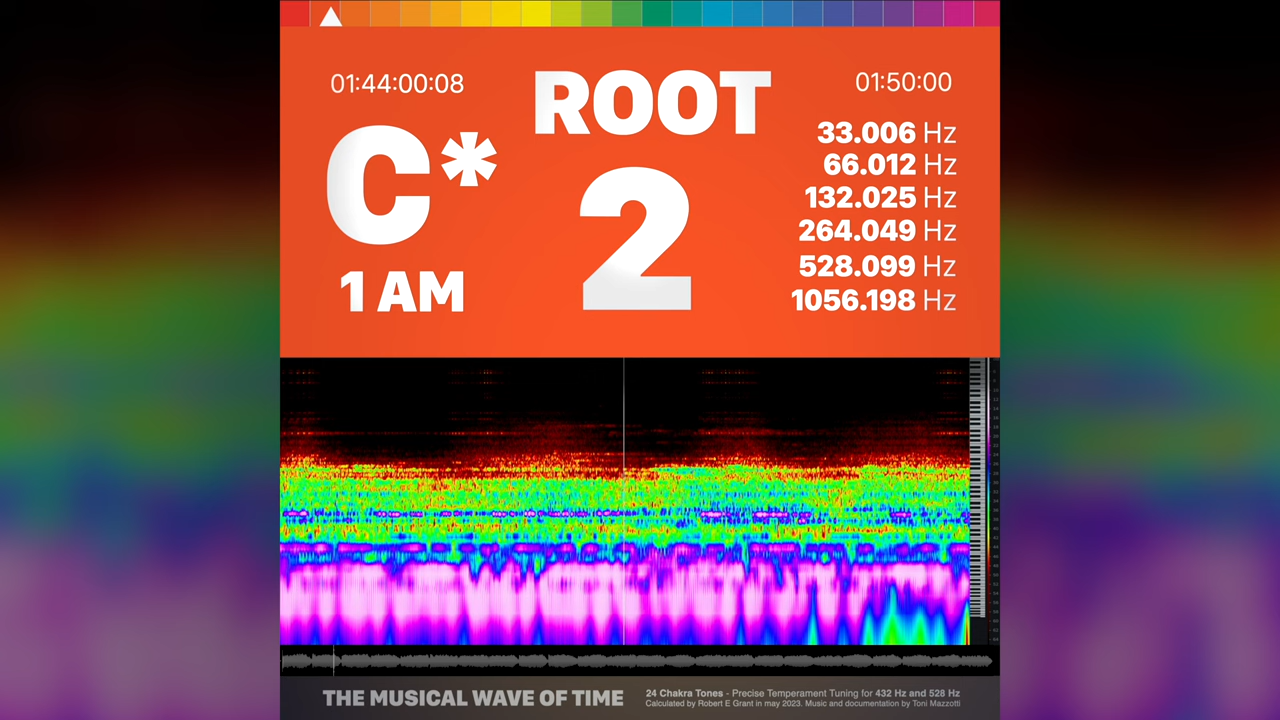 01:44:00:08
ROOT
01:50:00
C*
2
1 AM
33.006 Hz
66.012 Hz
132.025 Hz
264.049 Hz
528.099 Hz
1056.198 Hz
THE MUSICAL WAVE OF TIME
24 Chakra Tones - Precise Temperament Tuning for 432 Hz and 528 Hz
Calculated by Robert E Grant in may 2023. Music and documentation by Toni Mazzotti